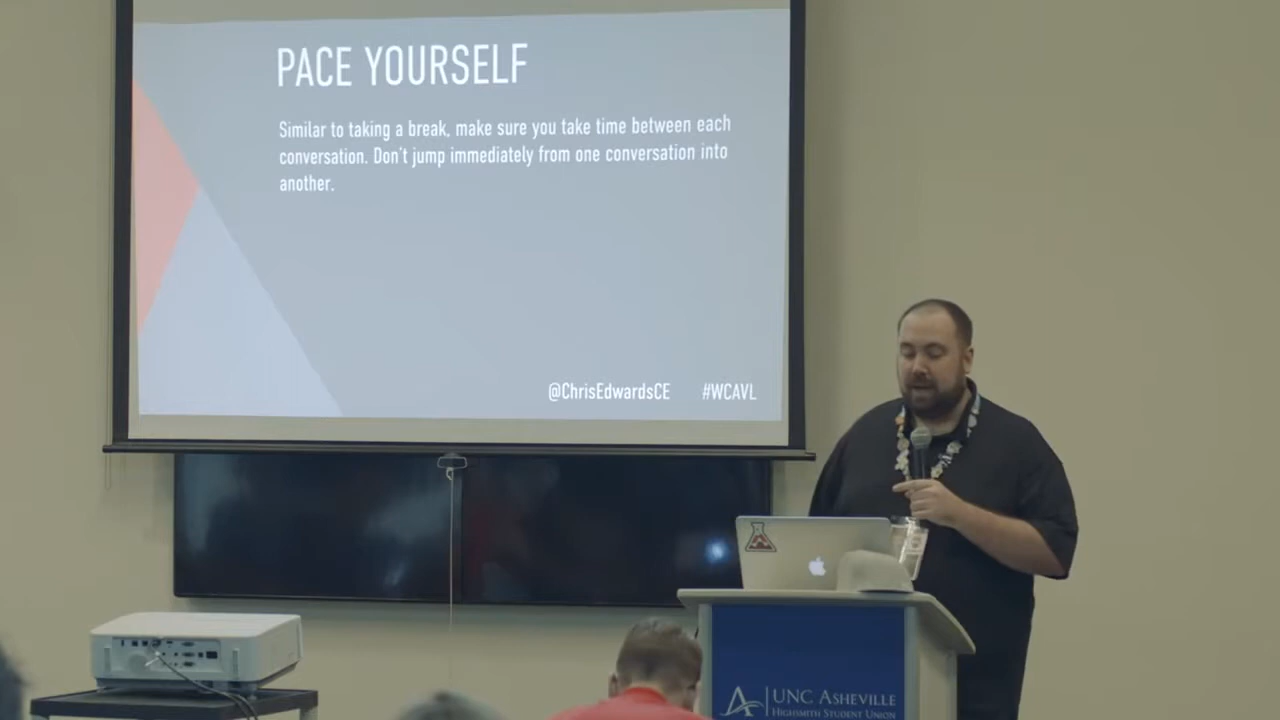 PACE YOURSELF
Similar to taking a break, make sure you take time between each
conversation. Don't jump immediately from one conversation into
another.
@ChrisEdwardsCE #WCAVL
UNC ASHEVILLE
HIGHSMITH STUDENT UNION